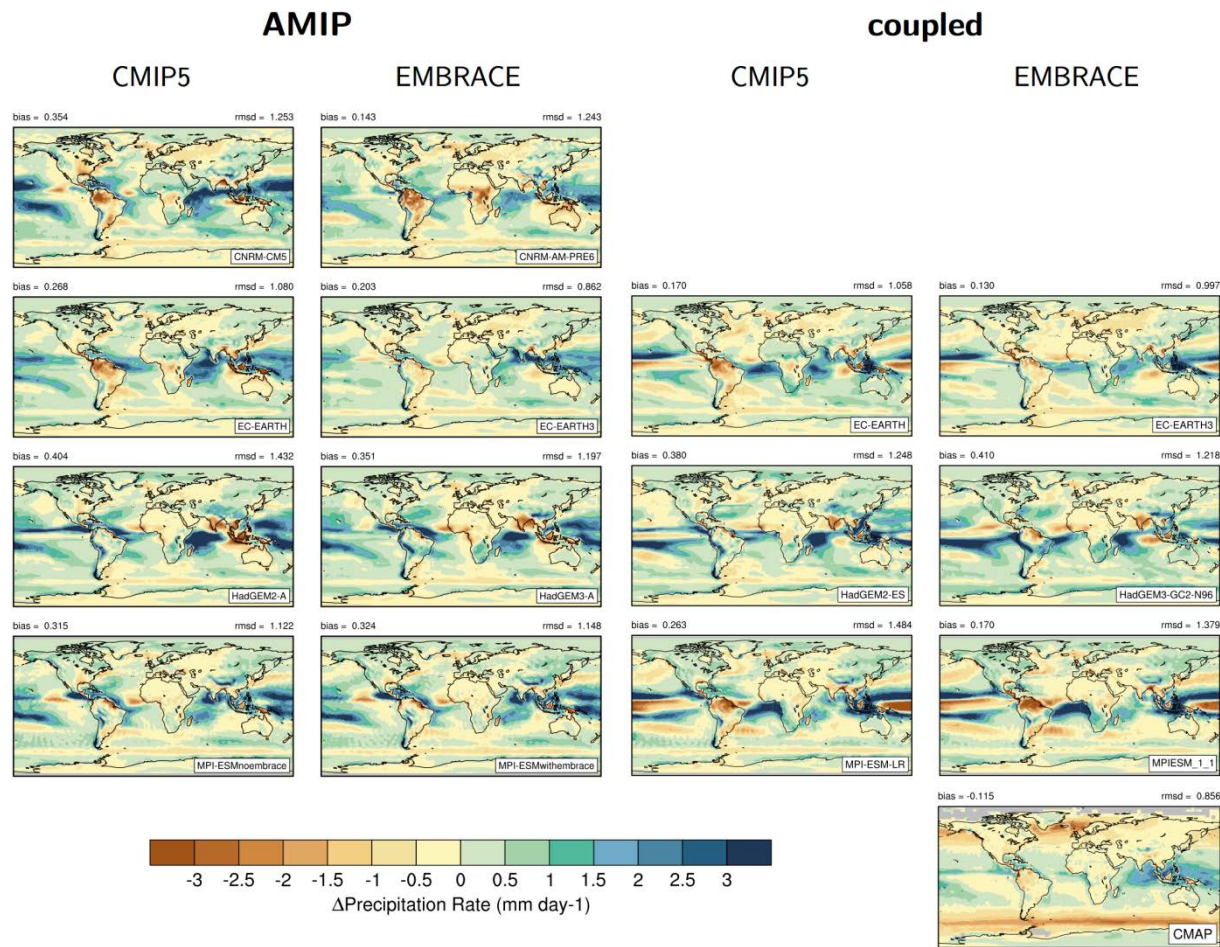 AMIP coupled
CMIP5 EMBRACE CMIP5 EMBRACE
bias = 0.354 rmsd = 1.253 bias = 0.143 rmsd = 1.243
CNRM-CM5 CNRM-AM-PRE6
bias = 0.268 rmsd = 1.080 bias = 0.203 rmsd = 0.862 bias = 0.170 rmsd = 1.058 bias = 0.130 rmsd = 0.997
EC-EARTH EC-EARTH3 EC-EARTH EC-EARTH3
bias = 0.404 rmsd = 1.432 bias = 0.351 rmsd = 1.197 bias = 0.380 rmsd = 1.248 bias = 0.410 rmsd = 1.218
HadGEM2-A HadGEM3-A HadGEM2-ES HadGEM3-GC2-N96
bias = 0.315 rmsd = 1.122 bias = 0.324 rmsd = 1.148 bias = 0.263 rmsd = 1.484 bias = 0.170 rmsd = 1.379
MPI-ESMnoembrace MPI-ESMwithembrace MPI-ESM-LR MPIESM_1_1
bias = -0.115 rmsd = 0.856
CMAP
-3 -2.5 -2 -1.5 -1 -0.5 0 0.5 1 1.5 2 2.5 3
ΔPrecipitation Rate (mm day-1)